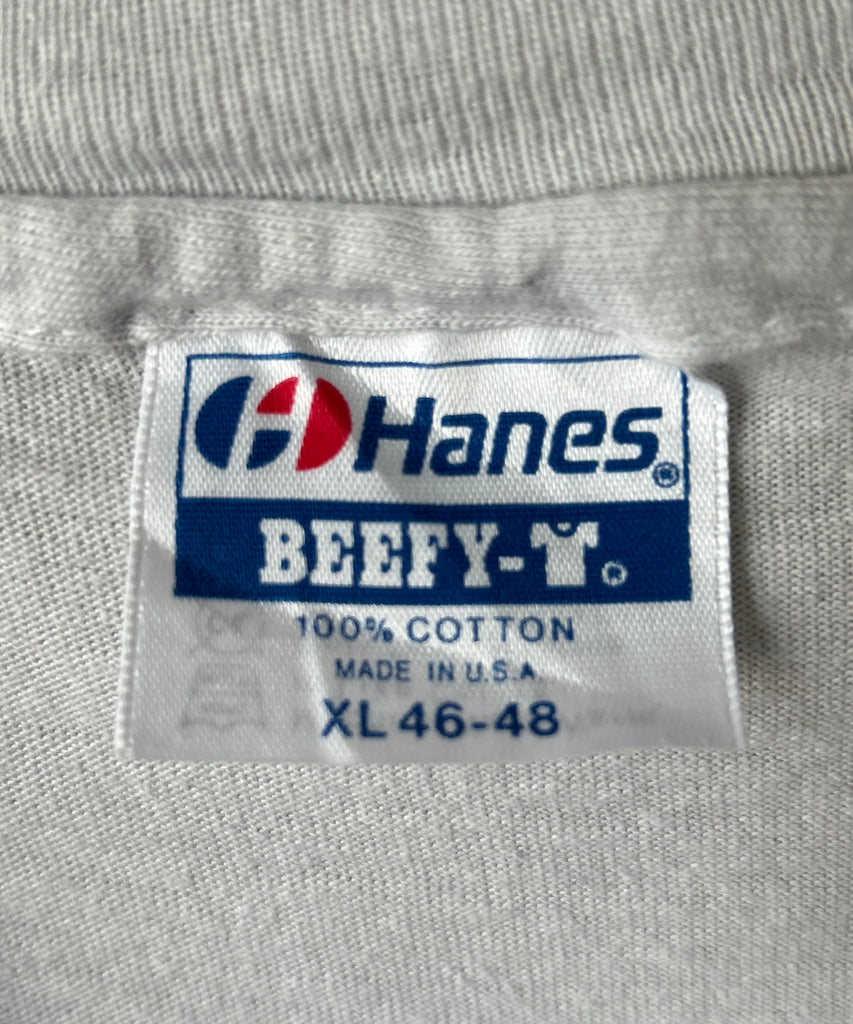 Hanes®
BEEFY-T®
100% COTTON
MADE IN U.S.A.
XL 46-48